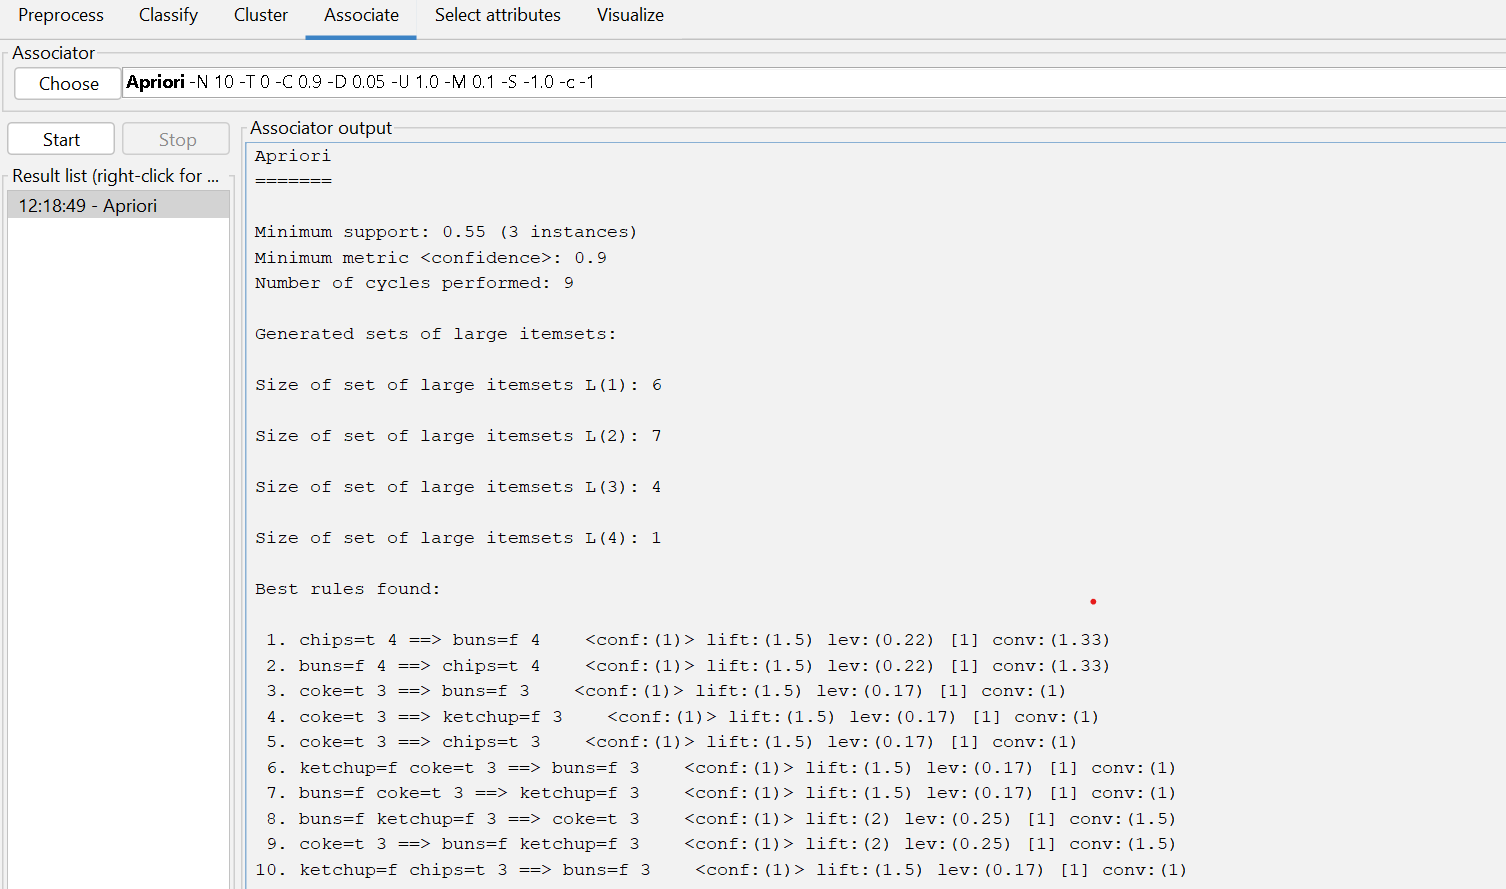 Preprocess Classify Cluster Associate Select attributes Visualize
Associator
Choose Apriori -N 10 -T 0 -C 0.9 -D 0.05 -U 1.0 -M 0.1 -S -1.0 -c -1
Start Stop
Result list (right-click for ...
12:18:49 - Apriori
Associator output
Apriori
=======
Minimum support: 0.55 (3 instances)
Minimum metric <confidence>: 0.9
Number of cycles performed: 9
Generated sets of large itemsets:
Size of set of large itemsets L(1): 6
Size of set of large itemsets L(2): 7
Size of set of large itemsets L(3): 4
Size of set of large itemsets L(4): 1
Best rules found:
1. chips=t 4 ==> buns=f 4    <conf:(1)> lift:(1.5) lev:(0.22) [1] conv:(1.33)
2. buns=f 4 ==> chips=t 4    <conf:(1)> lift:(1.5) lev:(0.22) [1] conv:(1.33)
3. coke=t 3 ==> buns=f 3    <conf:(1)> lift:(1.5) lev:(0.17) [1] conv:(1)
4. coke=t 3 ==> ketchup=f 3    <conf:(1)> lift:(1.5) lev:(0.17) [1] conv:(1)
5. coke=t 3 ==> chips=t 3    <conf:(1)> lift:(1.5) lev:(0.17) [1] conv:(1)
6. ketchup=f coke=t 3 ==> buns=f 3    <conf:(1)> lift:(1.5) lev:(0.17) [1] conv:(1)
7. buns=f coke=t 3 ==> ketchup=f 3    <conf:(1)> lift:(1.5) lev:(0.17) [1] conv:(1)
8. buns=f ketchup=f 3 ==> coke=t 3    <conf:(1)> lift:(2) lev:(0.25) [1] conv:(1.5)
9. coke=t 3 ==> buns=f ketchup=f 3    <conf:(1)> lift:(2) lev:(0.25) [1] conv:(1.5)
10. ketchup=f chips=t 3 ==> buns=f 3    <conf:(1)> lift:(1.5) lev:(0.17) [1] conv:(1)